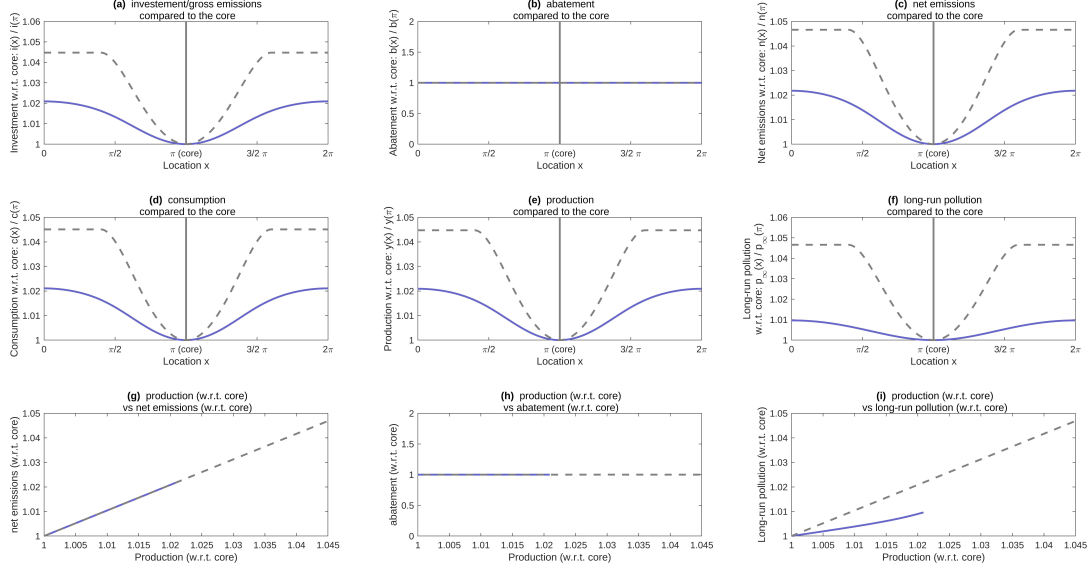 (a) investement/gross emissions
compared to the core
Investment w.r.t. core: i(x) / i(π)
1.06
1.05
1.04
1.03
1.02
1.01
1
0
π/2
π (core)
3/2 π
2π
Location x
(b) abatement
compared to the core
Abatement w.r.t. core: b(x) / b(π)
2
1.5
1
0.5
0
0
π/2
π (core)
3/2 π
2π
Location x
(c) net emissions
compared to the core
Net emissions w.r.t. core: n(x) / n(π)
1.05
1.04
1.03
1.02
1.01
1
0
π/2
π (core)
3/2 π
2π
Location x
(d) consumption
compared to the core
Consumption w.r.t. core: c(x) / c(π)
1.05
1.04
1.03
1.02
1.01
1
0
π/2
π (core)
3/2 π
2π
Location x
(e) production
compared to the core
Production w.r.t. core: y(x) / y(π)
1.05
1.04
1.03
1.02
1.01
1
0
π/2
π (core)
3/2 π
2π
Location x
(f) long-run pollution
compared to the core
Long-run pollution
w.r.t. core: p∞(x) / p∞(π)
1.06
1.05
1.04
1.03
1.02
1.01
1
0
π/2
π (core)
3/2 π
2π
Location x
(g) production (w.r.t. core)
vs net emissions (w.r.t. core)
net emissions (w.r.t. core)
1.05
1.04
1.03
1.02
1.01
1
1
1.005
1.01
1.015
1.02
1.025
1.03
1.035
1.04
1.045
Production (w.r.t. core)
(h) production (w.r.t. core)
vs abatement (w.r.t. core)
abatement (w.r.t. core)
2
1.5
1
0.5
0
1
1.005
1.01
1.015
1.02
1.025
1.03
1.035
1.04
1.045
Production (w.r.t. core)
(i) production (w.r.t. core)
vs long-run pollution (w.r.t. core)
Long-run pollution (w.r.t. core)
1.05
1.04
1.03
1.02
1.01
1
1
1.005
1.01
1.015
1.02
1.025
1.03
1.035
1.04
1.045
Production (w.r.t. core)